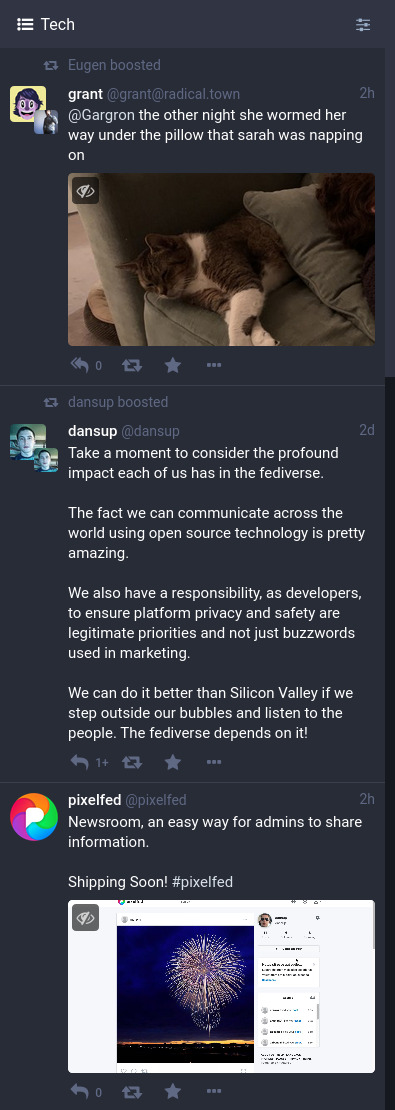 Tech
Eugen boosted
grant @grant@radical.town 2h
@Gargron the other night she wormed her
way under the pillow that sarah was napping
on
0
dansup boosted
dansup @dansup 2d
Take a moment to consider the profound
impact each of us has in the fediverse.
The fact we can communicate across the
world using open source technology is pretty
amazing.
We also have a responsibility, as developers,
to ensure platform privacy and safety are
legitimate priorities and not just buzzwords
used in marketing.
We can do it better than Silicon Valley if we
step outside our bubbles and listen to the
people. The fediverse depends on it!
1+
pixelfed @pixelfed 2h
Newsroom, an easy way for admins to share
information.
Shipping Soon! #pixelfed
0